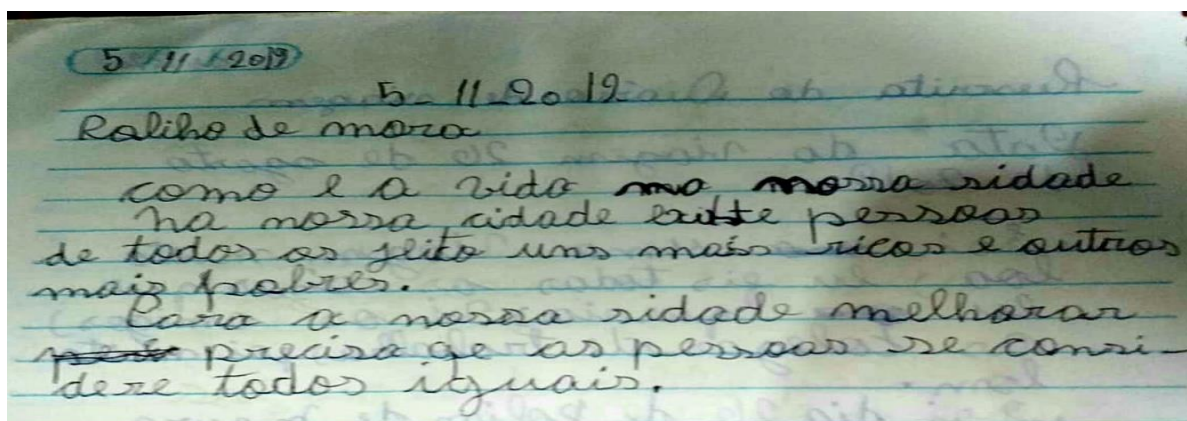 5/11/2019
5-11-2019
Raliho de mora
como e a vida na nossa sidade
na nossa cidade exitte pessoas
de todos os jeito uns mais ricos e outros
mais pobres.
Para a nossa sidade melhorar
precisa qe as pessoas se consi-
dere todos iguais.